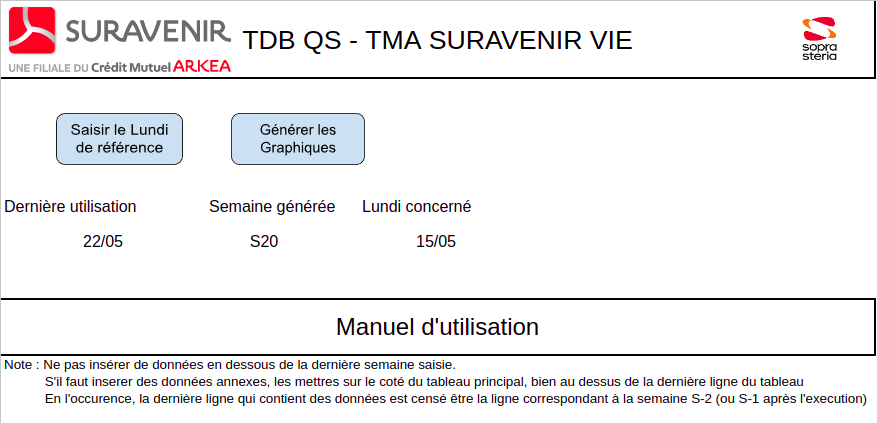 SURAVENIR
UNE FILIALE DU Crédit Mutuel ARKEA
TDB QS - TMA SURAVENIR VIE
sopra
steria
Saisir le Lundi
de référence
Générer les
Graphiques
Dernière utilisation Semaine générée Lundi concerné
22/05 S20 15/05
Manuel d'utilisation
Note : Ne pas insérer de données en dessous de la dernière semaine saisie.
S'il faut inserer des données annexes, les mettres sur le coté du tableau principal, bien au dessus de la dernière ligne du tableau
En l'occurence, la dernière ligne qui contient des données est censé être la ligne correspondant à la semaine S-2 (ou S-1 après l'execution)